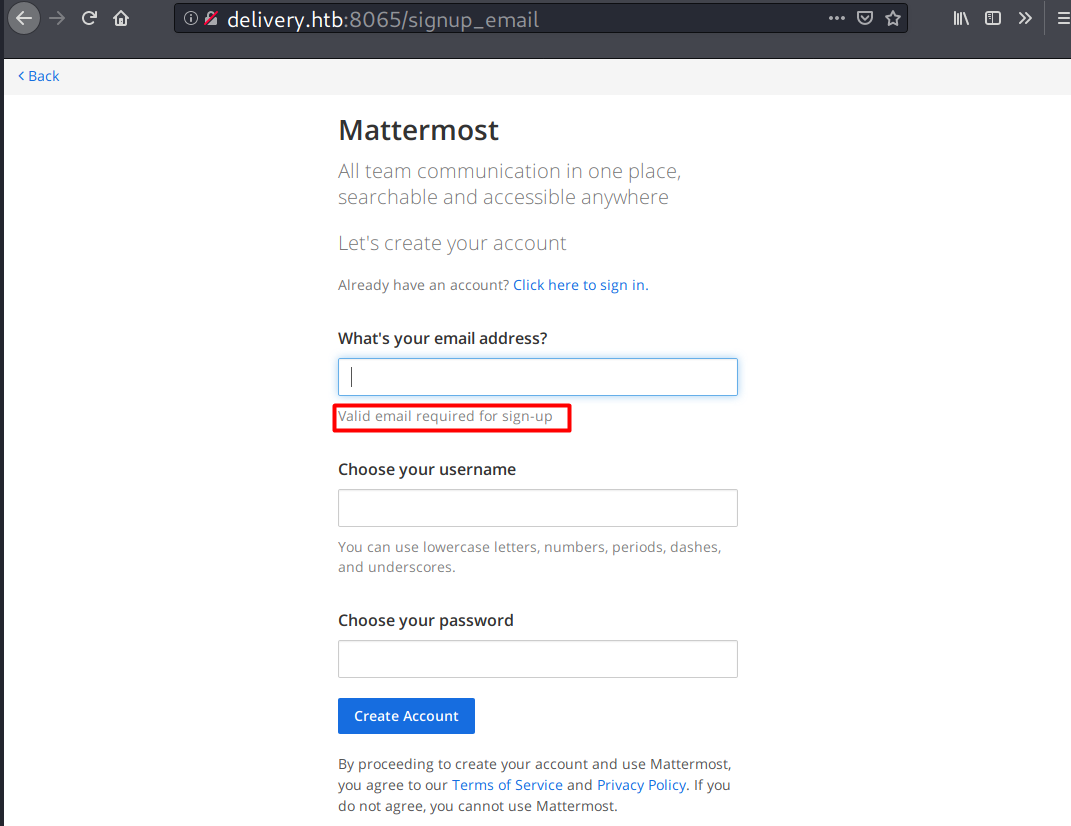 delivery.htb:8065/signup_email
Back
Mattermost
All team communication in one place,
searchable and accessible anywhere
Let's create your account
Already have an account? Click here to sign in.
What's your email address?
Valid email required for sign-up
Choose your username
You can use lowercase letters, numbers, periods, dashes,
and underscores.
Choose your password
Create Account
By proceeding to create your account and use Mattermost,
you agree to our Terms of Service and Privacy Policy. If you
do not agree, you cannot use Mattermost.